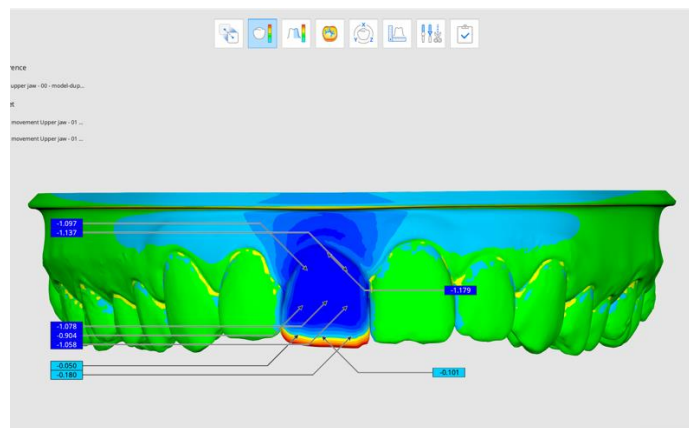 X
Y
Z
rence
upper jaw - 00 - model-dup...
et
movement Upper jaw - 01 ...
movement Upper jaw - 01 ...
-1.097
-1.137
-1.179
-1.078
-0.904
-1.058
-0.050
-0.180
-0.101